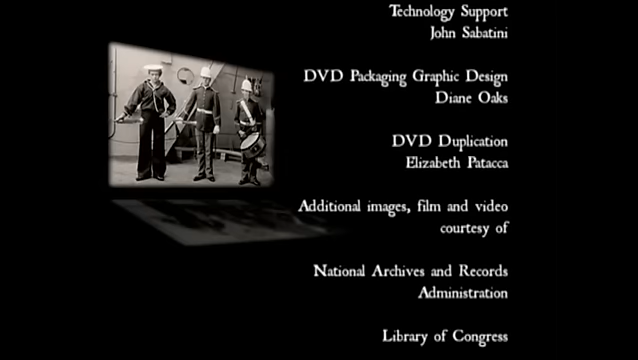 Technology Support
John Sabatini
DVD Packaging Graphic Design
Diane Oaks
DVD Duplication
Elizabeth Patacca
Additional images, film and video
courtesy of
National Archives and Records
Administration
Library of Congress